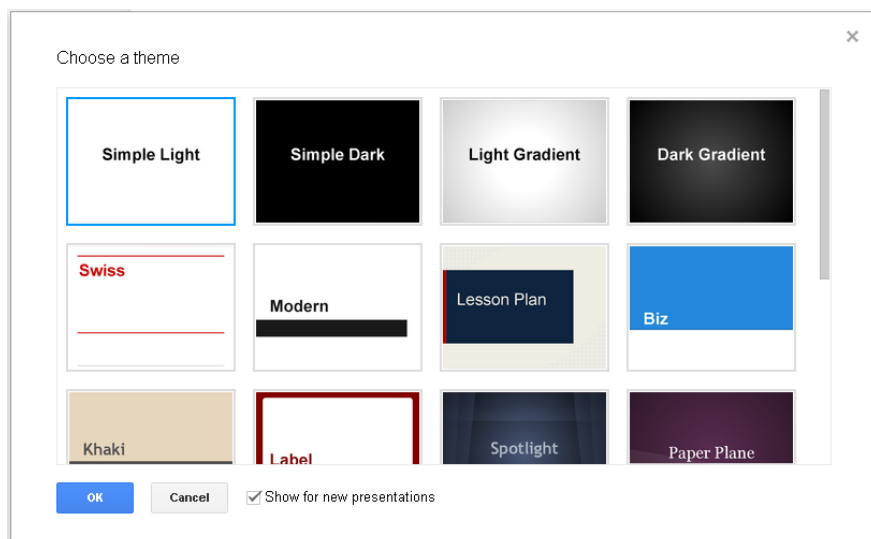 Choose a theme
Simple Light
Simple Dark
Light Gradient
Dark Gradient
Swiss
Modern
Lesson Plan
Biz
Khaki
Label
Spotlight
Paper Plane
OK
Cancel
Show for new presentations